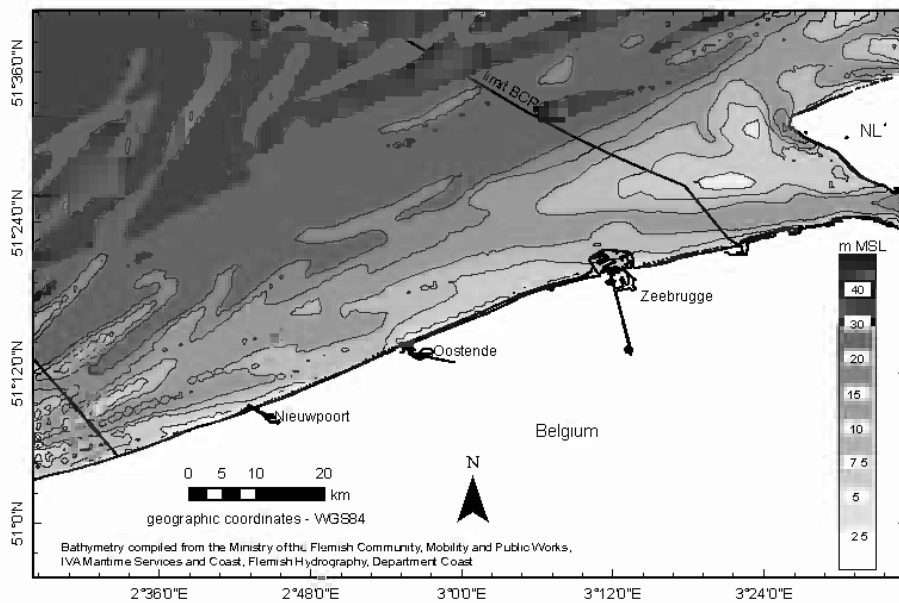 51°36'0"N
51°24'0"N
51°12'0"N
51°0'0"N
limit BCP
NL
m MSL
40
30
20
15
10
7.5
5
2.5
Zeebrugge
Oostende
Nieuwpoort
Belgium
0 5 10 20
km
N
geographic coordinates - WGS84
Bathymetry compiled from the Ministry of the Flemish Community, Mobility and Public Works,
IVA Maritime Services and Coast, Flemish Hydrography, Department Coast
2°36'0"E
2°48'0"E
3°0'0"E
3°12'0"E
3°24'0"E